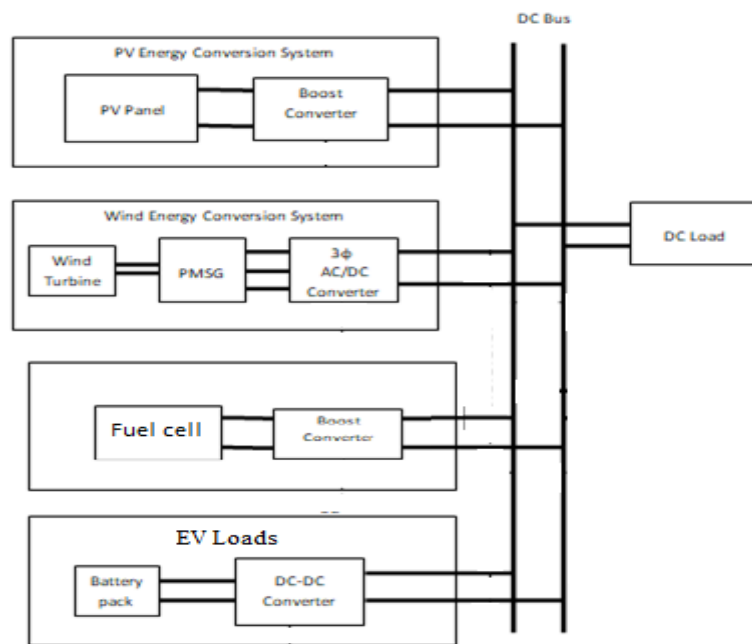 DC Bus
PV Energy Conversion System
PV Panel
Boost
Converter
Wind Energy Conversion System
Wind
Turbine
PMSG
3ϕ
AC/DC
Converter
DC Load
Fuel cell
Boost
Converter
EV Loads
Battery
pack
DC-DC
Converter